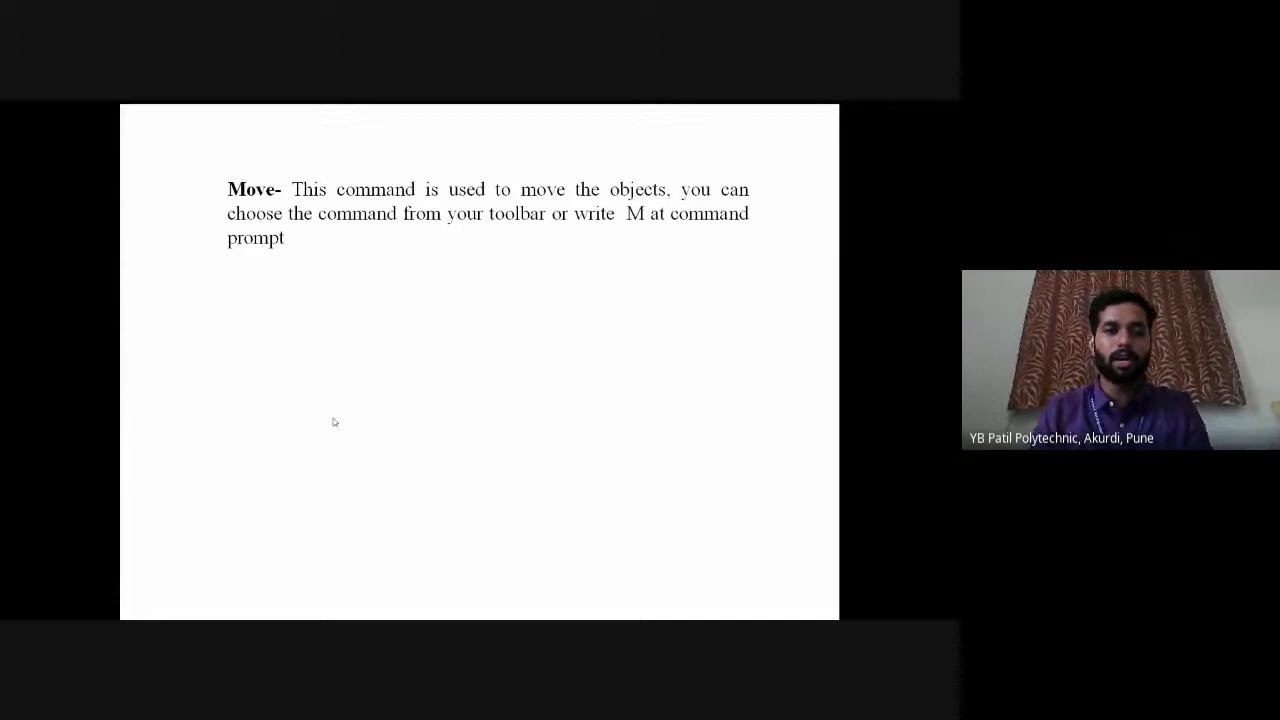 Move- This command is used to move the objects, you can
choose the command from your toolbar or write M at command
prompt
YB Patil Polytechnic, Akurdi, Pune